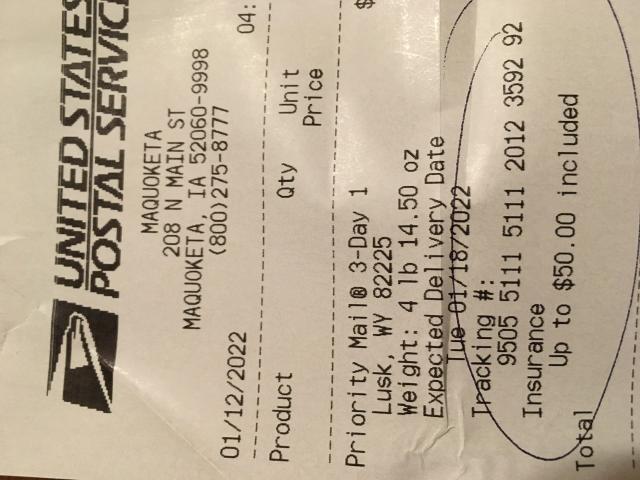 UNITED STATES
POSTAL SERVICE
MAQUOKETA
208 N MAIN ST
MAQUOKETA, IA 52060-9998
(800)275-8777
01/12/2022 04:
Product Qty Unit
Price
Priority Mail® 3-Day 1 $
Lusk, WY 82225
Weight: 4 lb 14.50 oz
Expected Delivery Date
Tue 01/18/2022
Tracking #:
9505 5111 5111 2012 3592 92
Insurance
Up to $50.00 included
Total